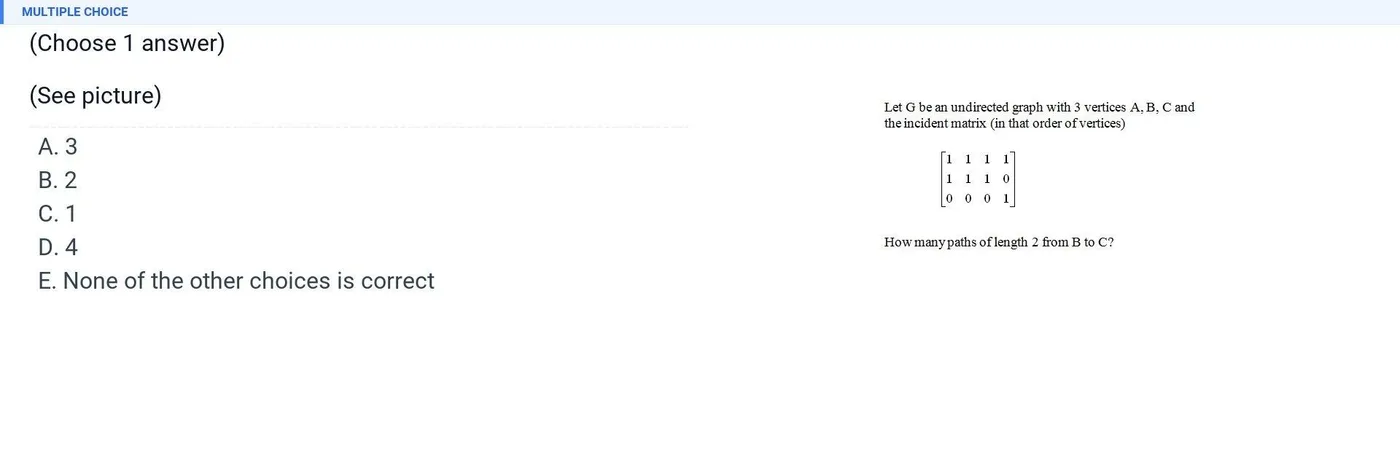 MULTIPLE CHOICE
(Choose 1 answer)
(See picture)
A. 3
B. 2
C. 1
D. 4
E. None of the other choices is correct
Let G be an undirected graph with 3 vertices A, B, C and
the incident matrix (in that order of vertices)
1 1 1 1
1 1 1 0
0 0 0 1
How many paths of length 2 from B to C?